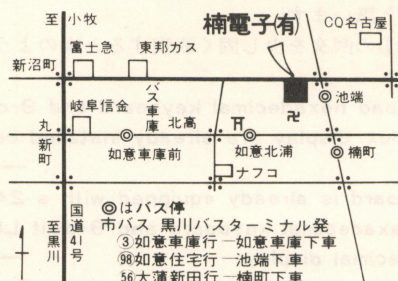 至小牧
楠電子(有)
CO名古屋
富士急
東邦ガス
新沼町
岐阜信金
バス車庫
北高
卍
池端
丸新町
如意車庫前
如意北浦
楠町
ナフコ
国道41号
至黒川
◎はバス停
市バス 黒川バスターミナル発
③如意車庫行—如意車庫下車
98如意住宅行—池端下車
56大蒲新田行—楠町下車